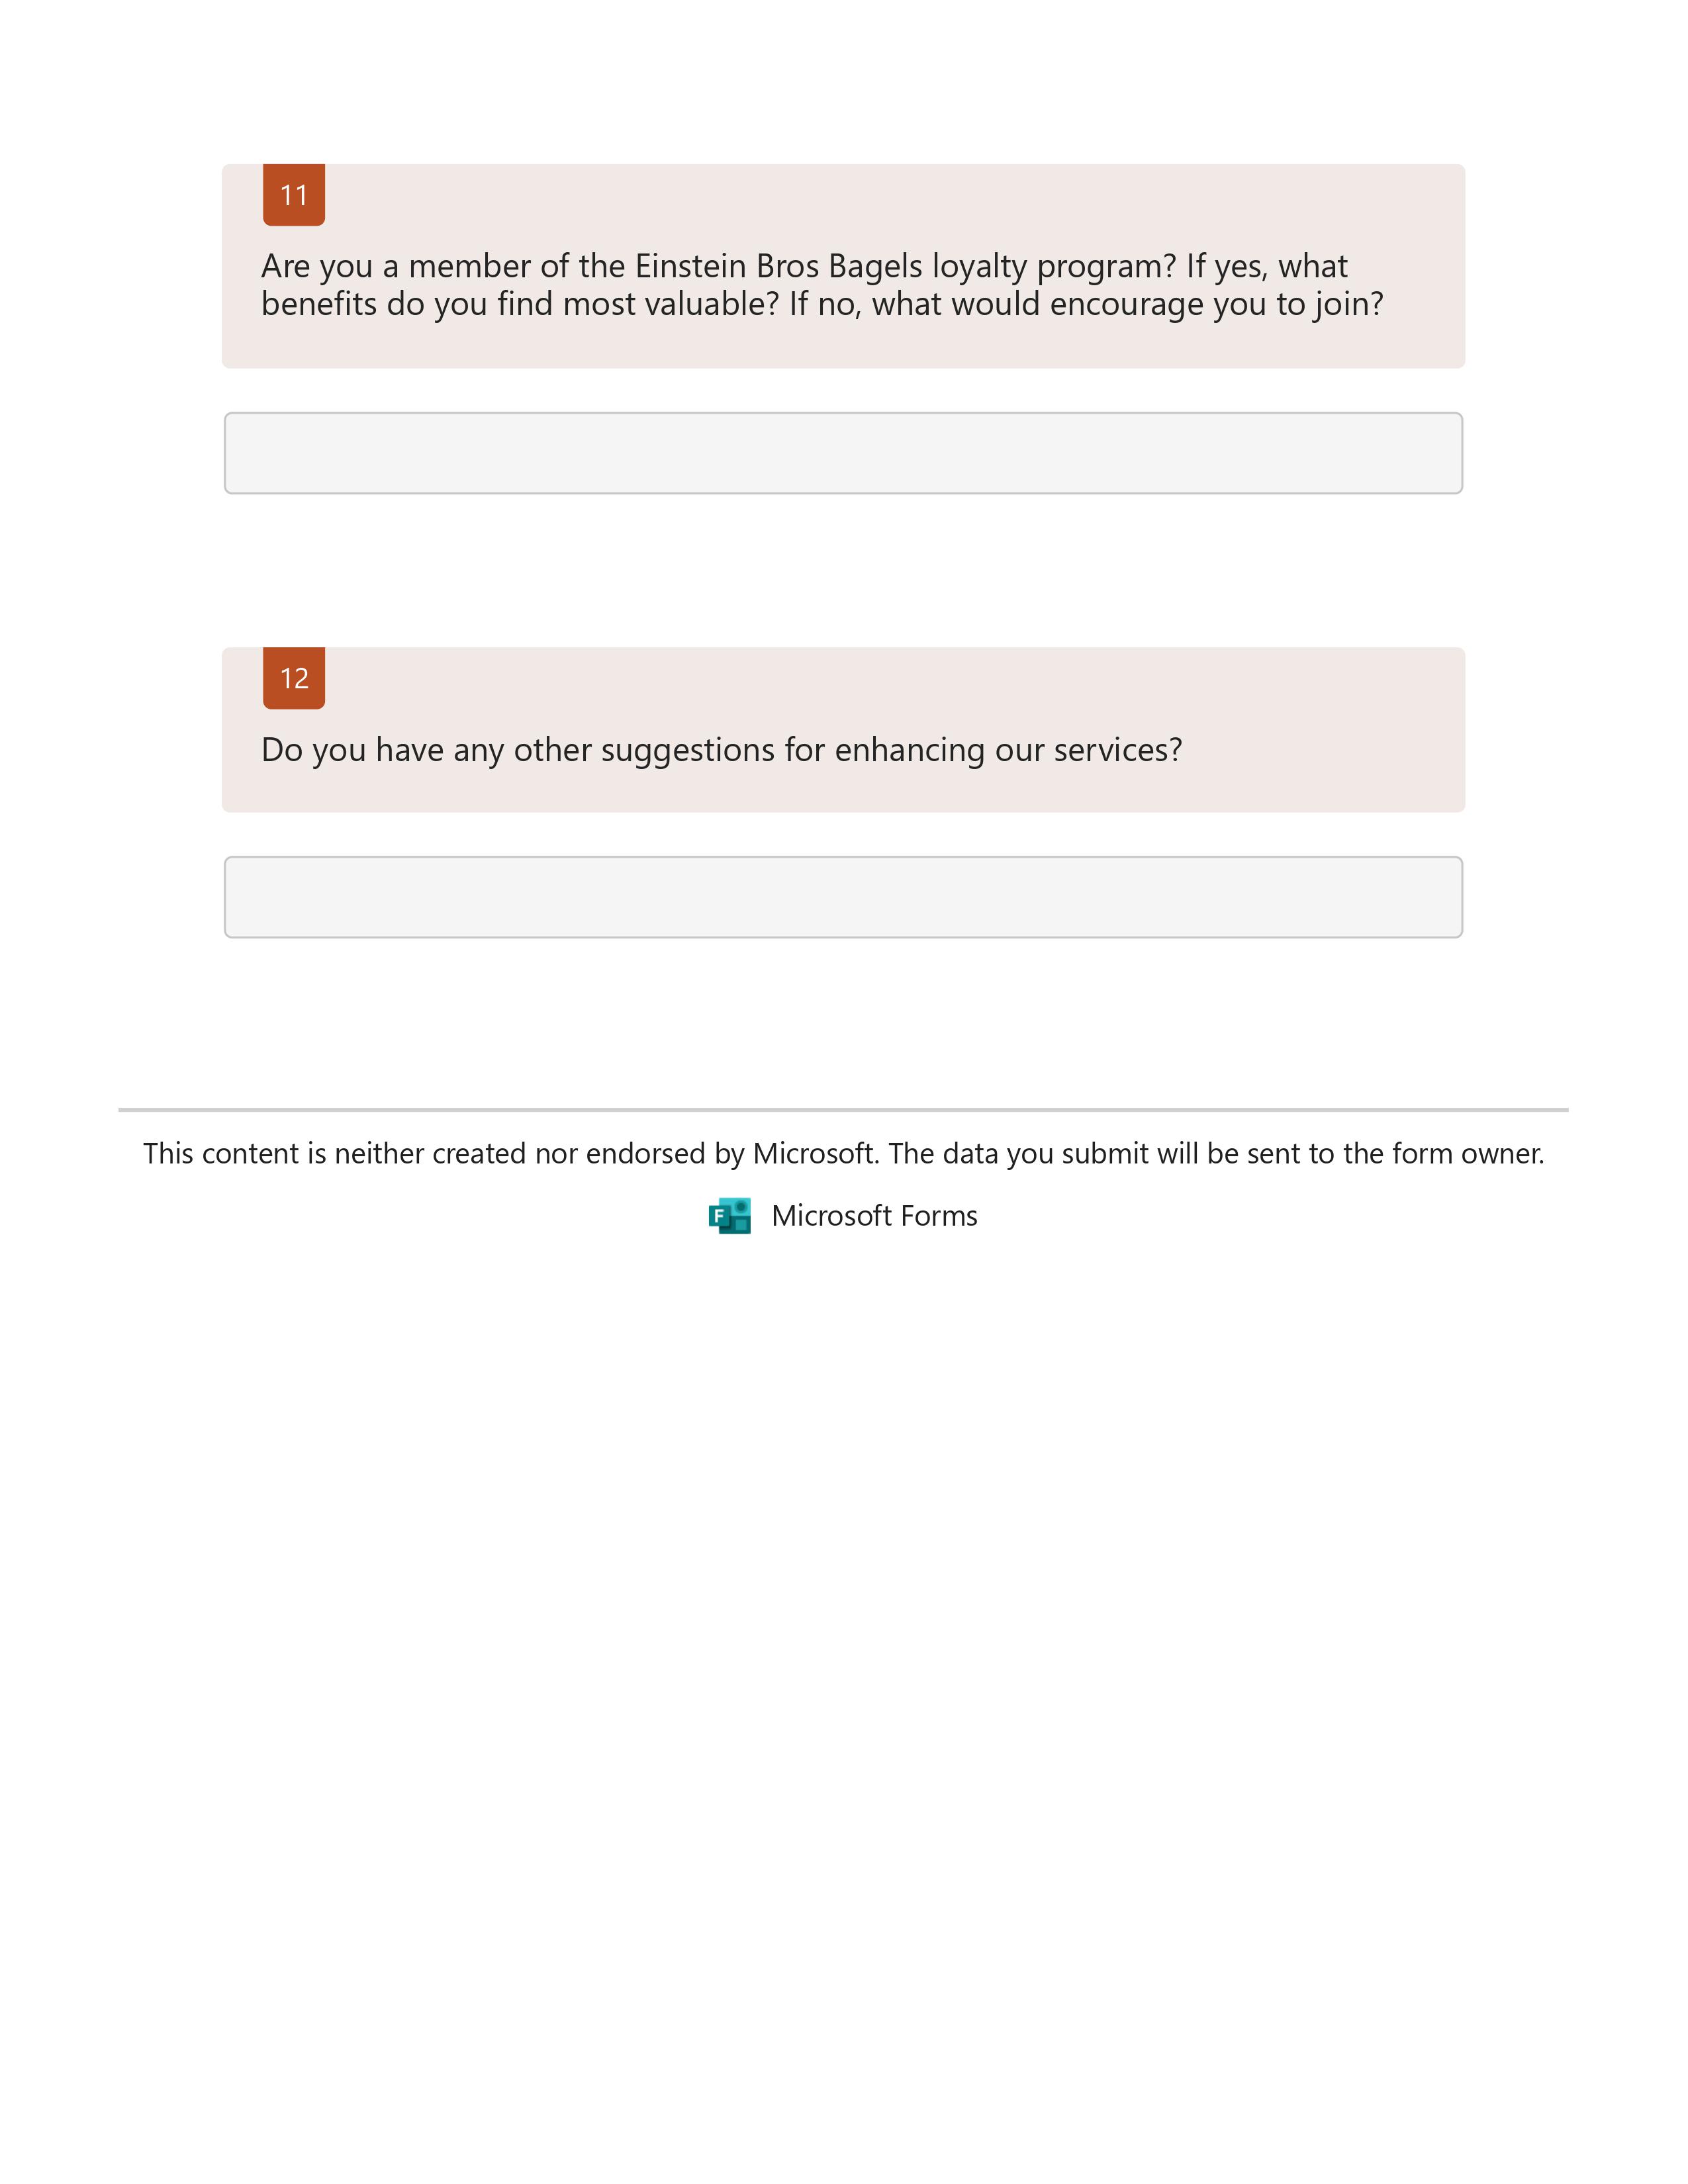 11
Are you a member of the Einstein Bros Bagels loyalty program? If yes, what
benefits do you find most valuable? If no, what would encourage you to join?
12
Do you have any other suggestions for enhancing our services?
This content is neither created nor endorsed by Microsoft. The data you submit will be sent to the form owner.
F Microsoft Forms